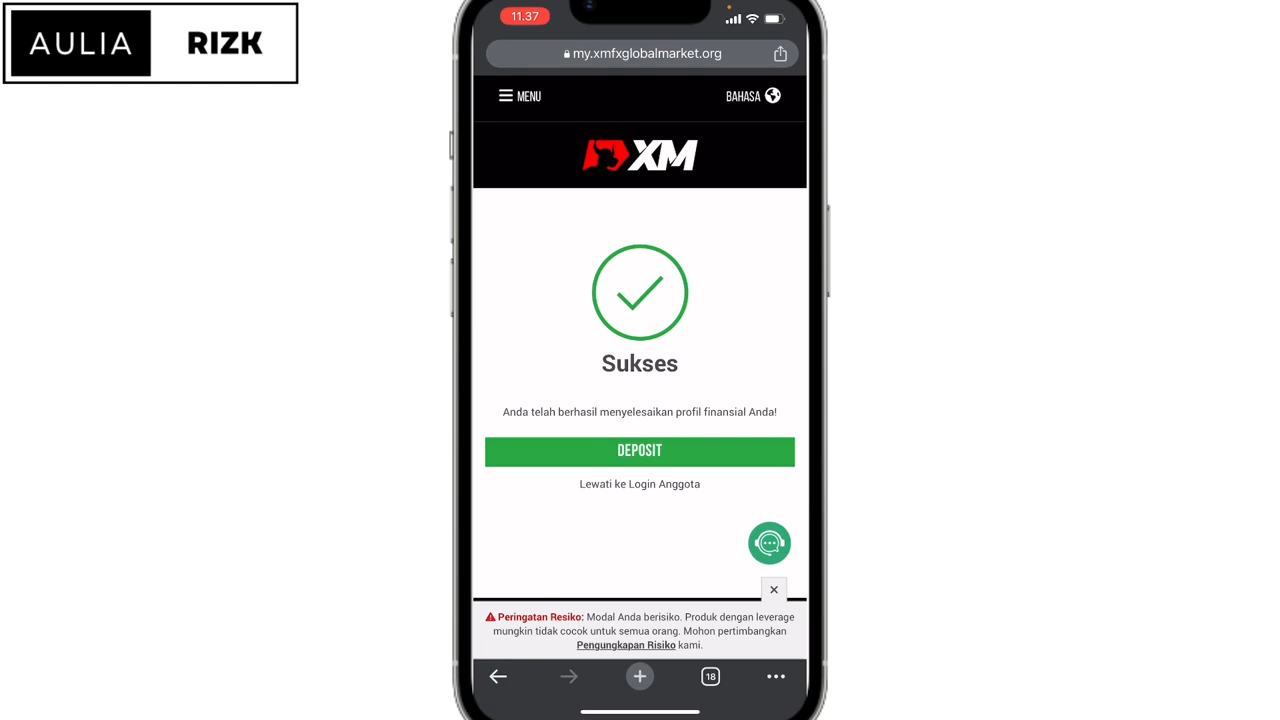 AULIA RIZK
11.37
my.xmfxglobalmarket.org
MENU BAHASA
XM
Sukses
Anda telah berhasil menyelesaikan profil finansial Anda!
DEPOSIT
Lewati ke Login Anggota
×
Peringatan Resiko: Modal Anda berisiko. Produk dengan leverage
mungkin tidak cocok untuk semua orang. Mohon pertimbangkan
Pengungkapan Risiko kami.
18